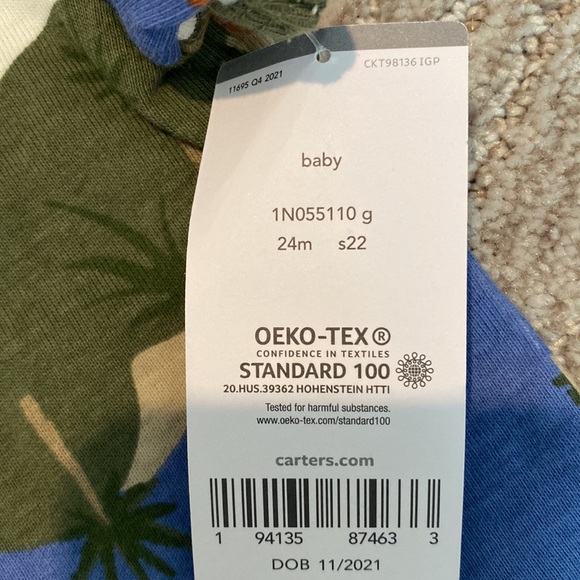 CKT98136 IGP
11695 Q4 2021
baby
1N055110 g
24m s22
OEKO-TEX®
CONFIDENCE IN TEXTILES
STANDARD 100
20.HUS.39362 HOHENSTEIN HTTI
Tested for harmful substances.
www.oeko-tex.com/standard100
carters.com
1 94135 87463 3
DOB 11/2021